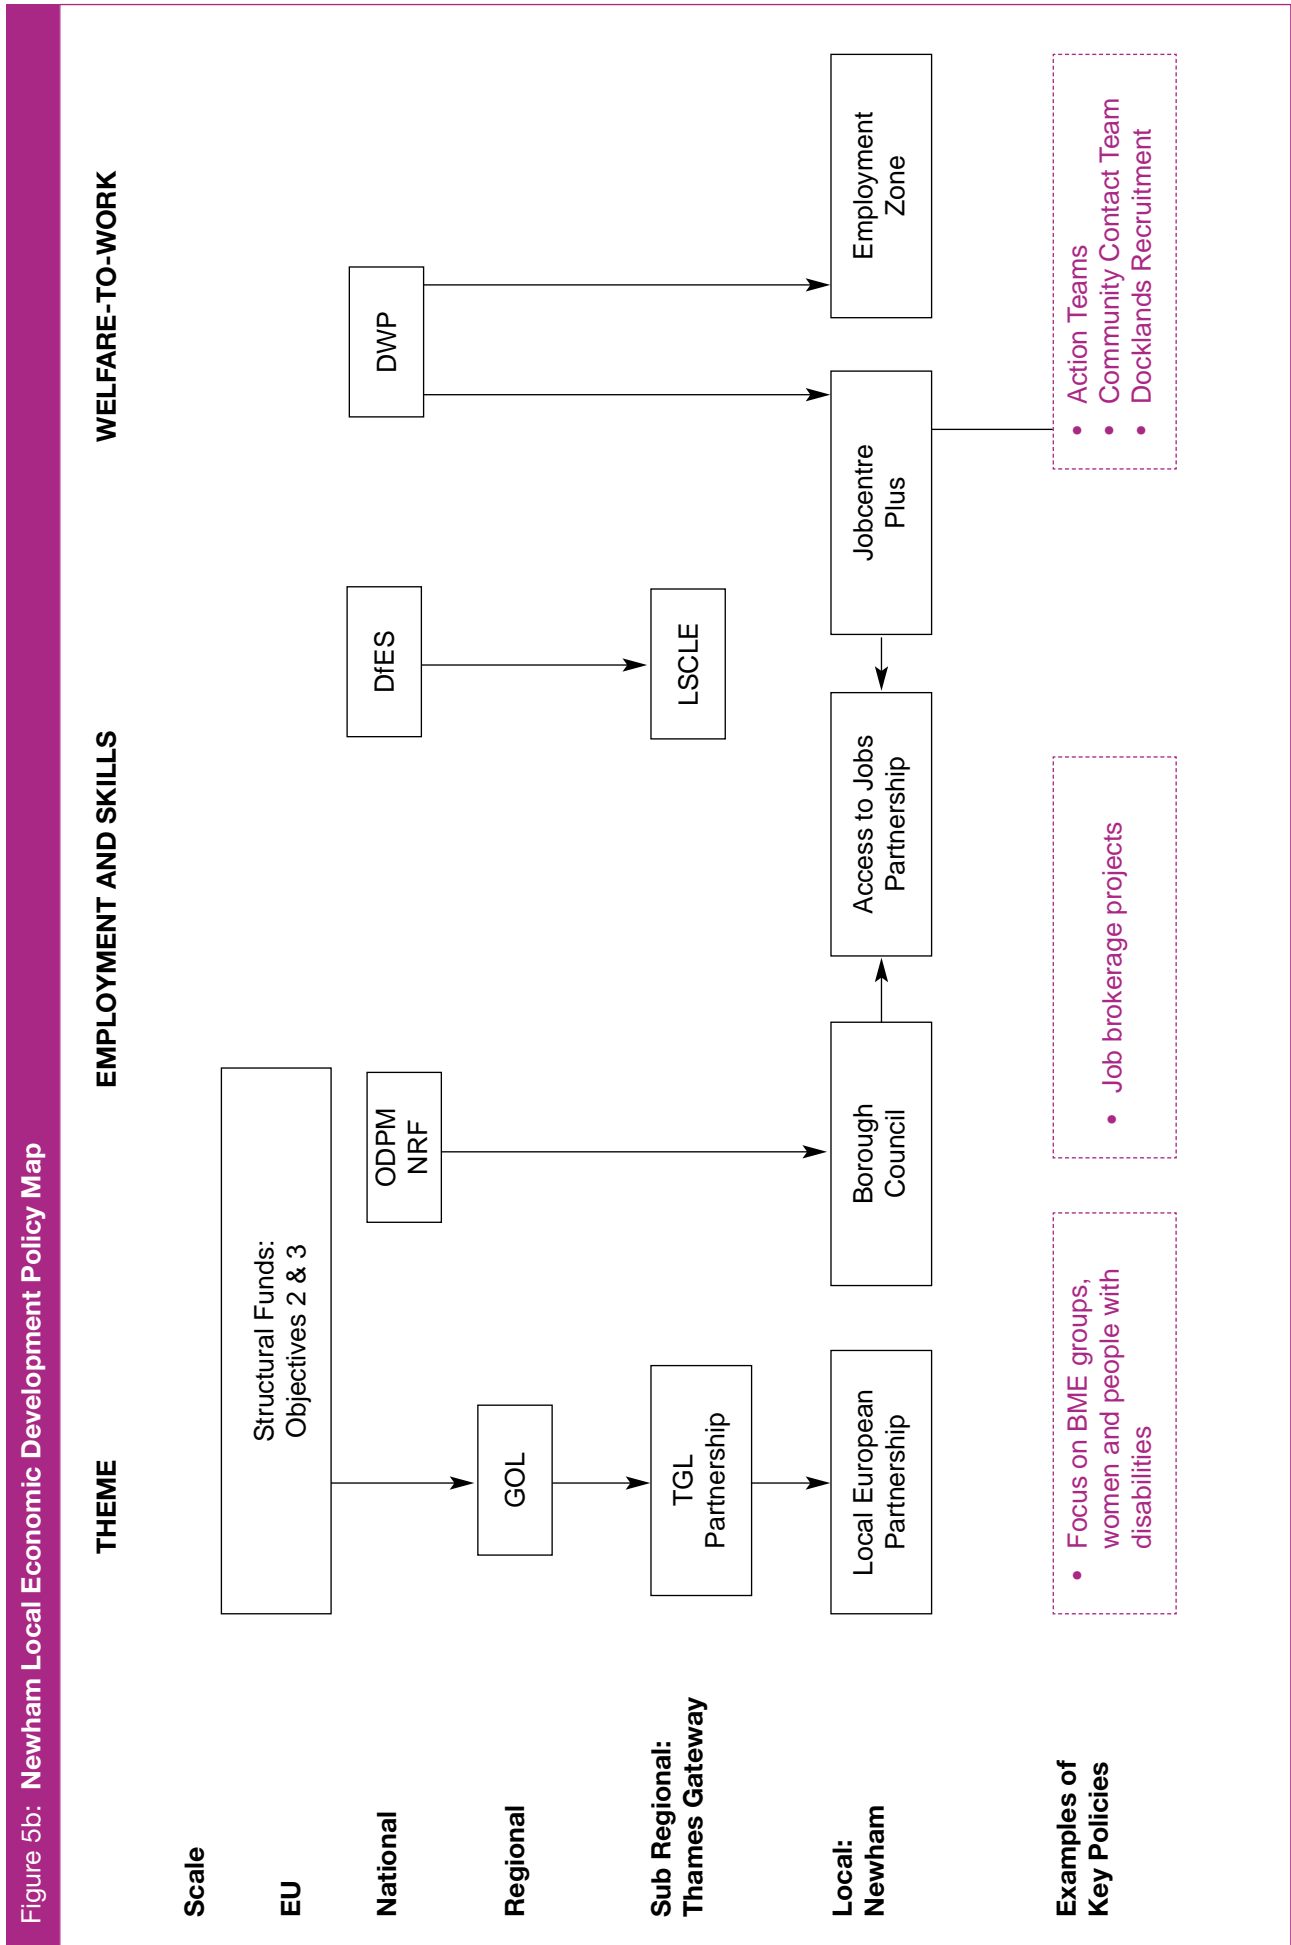 Figure 5b: Newham Local Economic Development Policy Map
THEME
EMPLOYMENT AND SKILLS
WELFARE-TO-WORK
Scale
EU
Structural Funds:
Objectives 2 & 3
National
ODPM
NRF
DfES
DWP
Regional
GOL
Sub Regional:
Thames Gateway
TGL
Partnership
LSCLE
Local:
Newham
Local European
Partnership
Borough
Council
Access to Jobs
Partnership
Jobcentre
Plus
Employment
Zone
Examples of
Key Policies
• Focus on BME groups,
women and people with
disabilities
• Job brokerage projects
• Action Teams
• Community Contact Team
• Docklands Recruitment